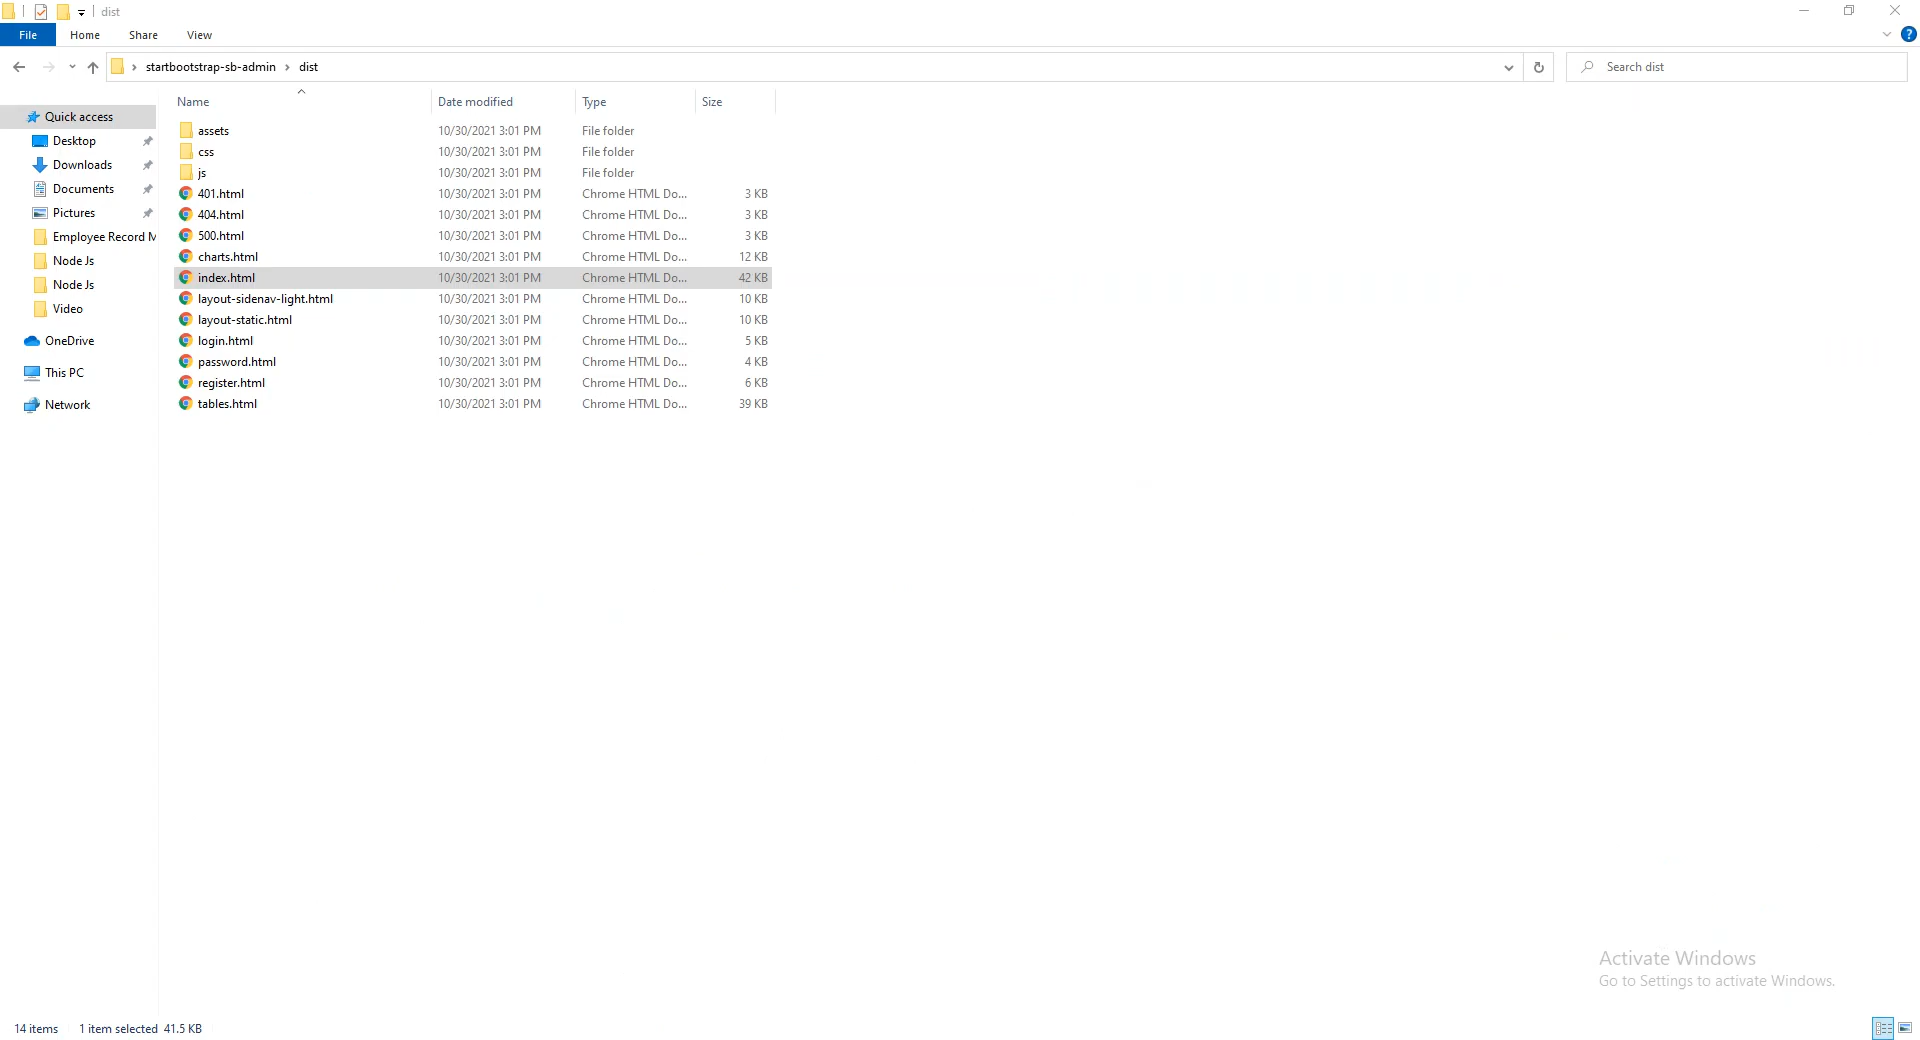 dist
File Home Share View
startbootstrap-sb-admin dist
Search dist
Name Date modified Type Size
Quick access
Desktop
Downloads
Documents
Pictures
Employee Record M
Node Js
Node Js
Video
OneDrive
This PC
Network
assets 10/30/2021 3:01 PM File folder
css 10/30/2021 3:01 PM File folder
js 10/30/2021 3:01 PM File folder
401.html 10/30/2021 3:01 PM Chrome HTML Do... 3 KB
404.html 10/30/2021 3:01 PM Chrome HTML Do... 3 KB
500.html 10/30/2021 3:01 PM Chrome HTML Do... 3 KB
charts.html 10/30/2021 3:01 PM Chrome HTML Do... 12 KB
index.html 10/30/2021 3:01 PM Chrome HTML Do... 42 KB
layout-sidenav-light.html 10/30/2021 3:01 PM Chrome HTML Do... 10 KB
layout-static.html 10/30/2021 3:01 PM Chrome HTML Do... 10 KB
login.html 10/30/2021 3:01 PM Chrome HTML Do... 5 KB
password.html 10/30/2021 3:01 PM Chrome HTML Do... 4 KB
register.html 10/30/2021 3:01 PM Chrome HTML Do... 6 KB
tables.html 10/30/2021 3:01 PM Chrome HTML Do... 39 KB
Activate Windows
Go to Settings to activate Windows.
14 items 1 item selected 41.5 KB